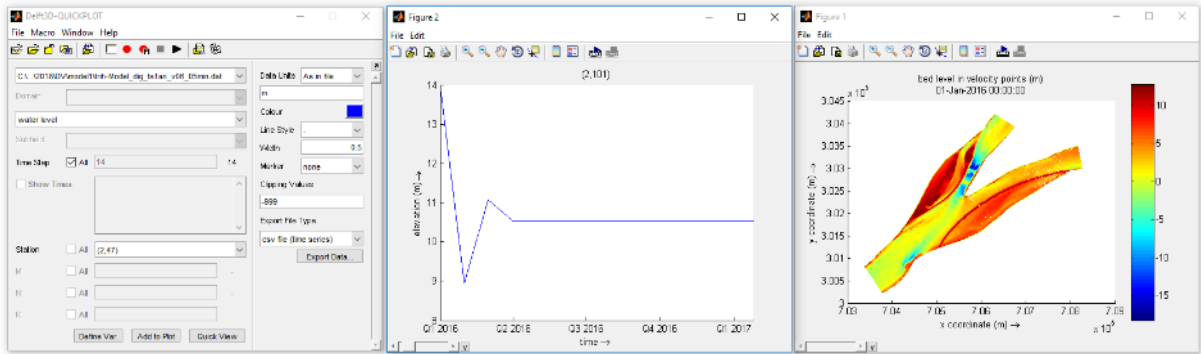 Delft3D-QUICKPLOT
File Macro Window Help
Domain
water level
Subfield
Time Step All 14 14
Show Times
Station All (2,47)
M All -
N All -
K All
Define Var. Add to Plot Quick View
Data Units As in file
m
Colour
Line Style -
Width 0.5
Marker none
Clipping Values
-999
Export File Type
csv file (time series)
Export Data...
Figure 2
File Edit
(2,101)
elevation (m) →
14
13
12
11
10
9
8
Q1 2016 Q2 2016 Q3 2016 Q4 2016 Q1 2017
time →
Figure 1
File Edit
bed level in velocity points (m)
01-Jan-2016 00:00:00
x 10⁵
y coordinate (m) →
3.045
3.04
3.035
3.03
3.025
3.02
3.015
3.01
3.005
3
7.03 7.04 7.05 7.06 7.07 7.08 7.09
x coordinate (m) →
x 10⁵
10
5
0
-5
-10
-15